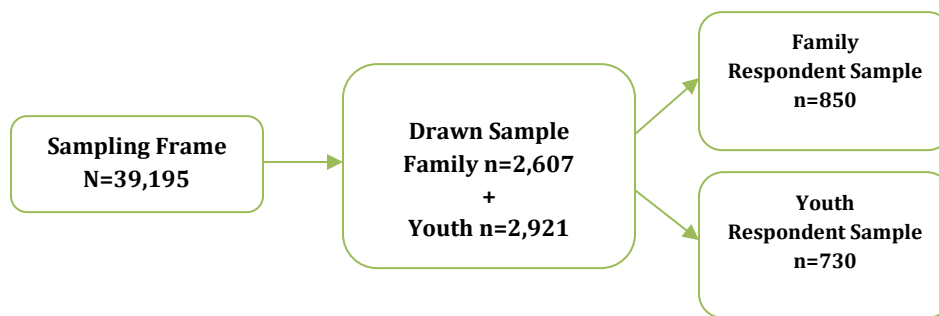 Sampling Frame
N=39,195
Drawn Sample
Family n=2,607
+
Youth n=2,921
Family
Respondent Sample
n=850
Youth
Respondent Sample
n=730